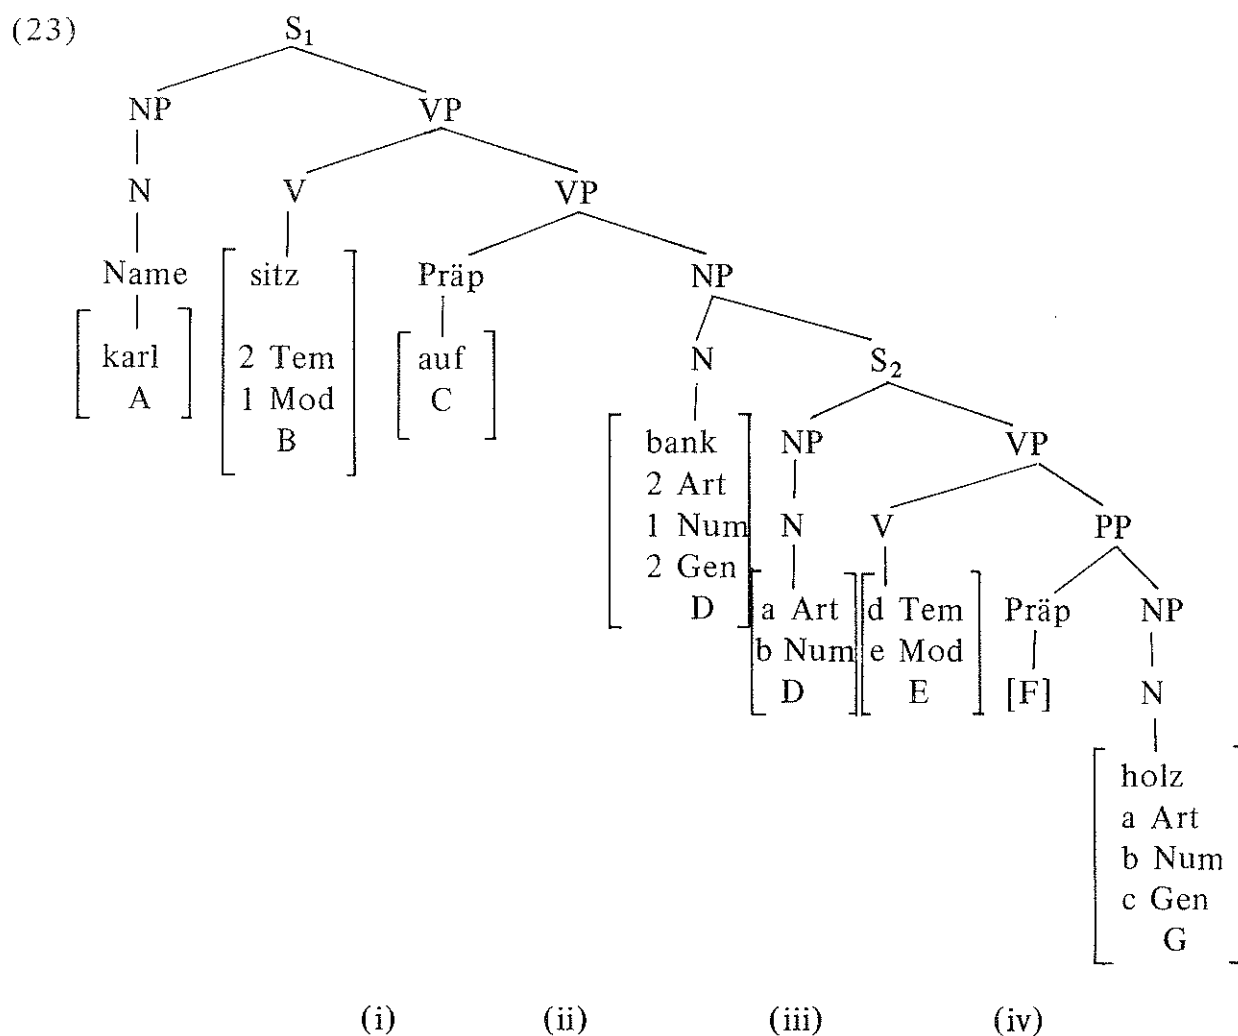 (23) S₁
NP VP
N V VP
Name sitz Präp NP
karl 2 Tem auf N S₂
A 1 Mod C
B bank NP VP
2 Art
1 Num N V PP
2 Gen
D a Art d Tem Präp NP
b Num e Mod
D E [F] N
holz
a Art
b Num
c Gen
G
(i) (ii) (iii) (iv)